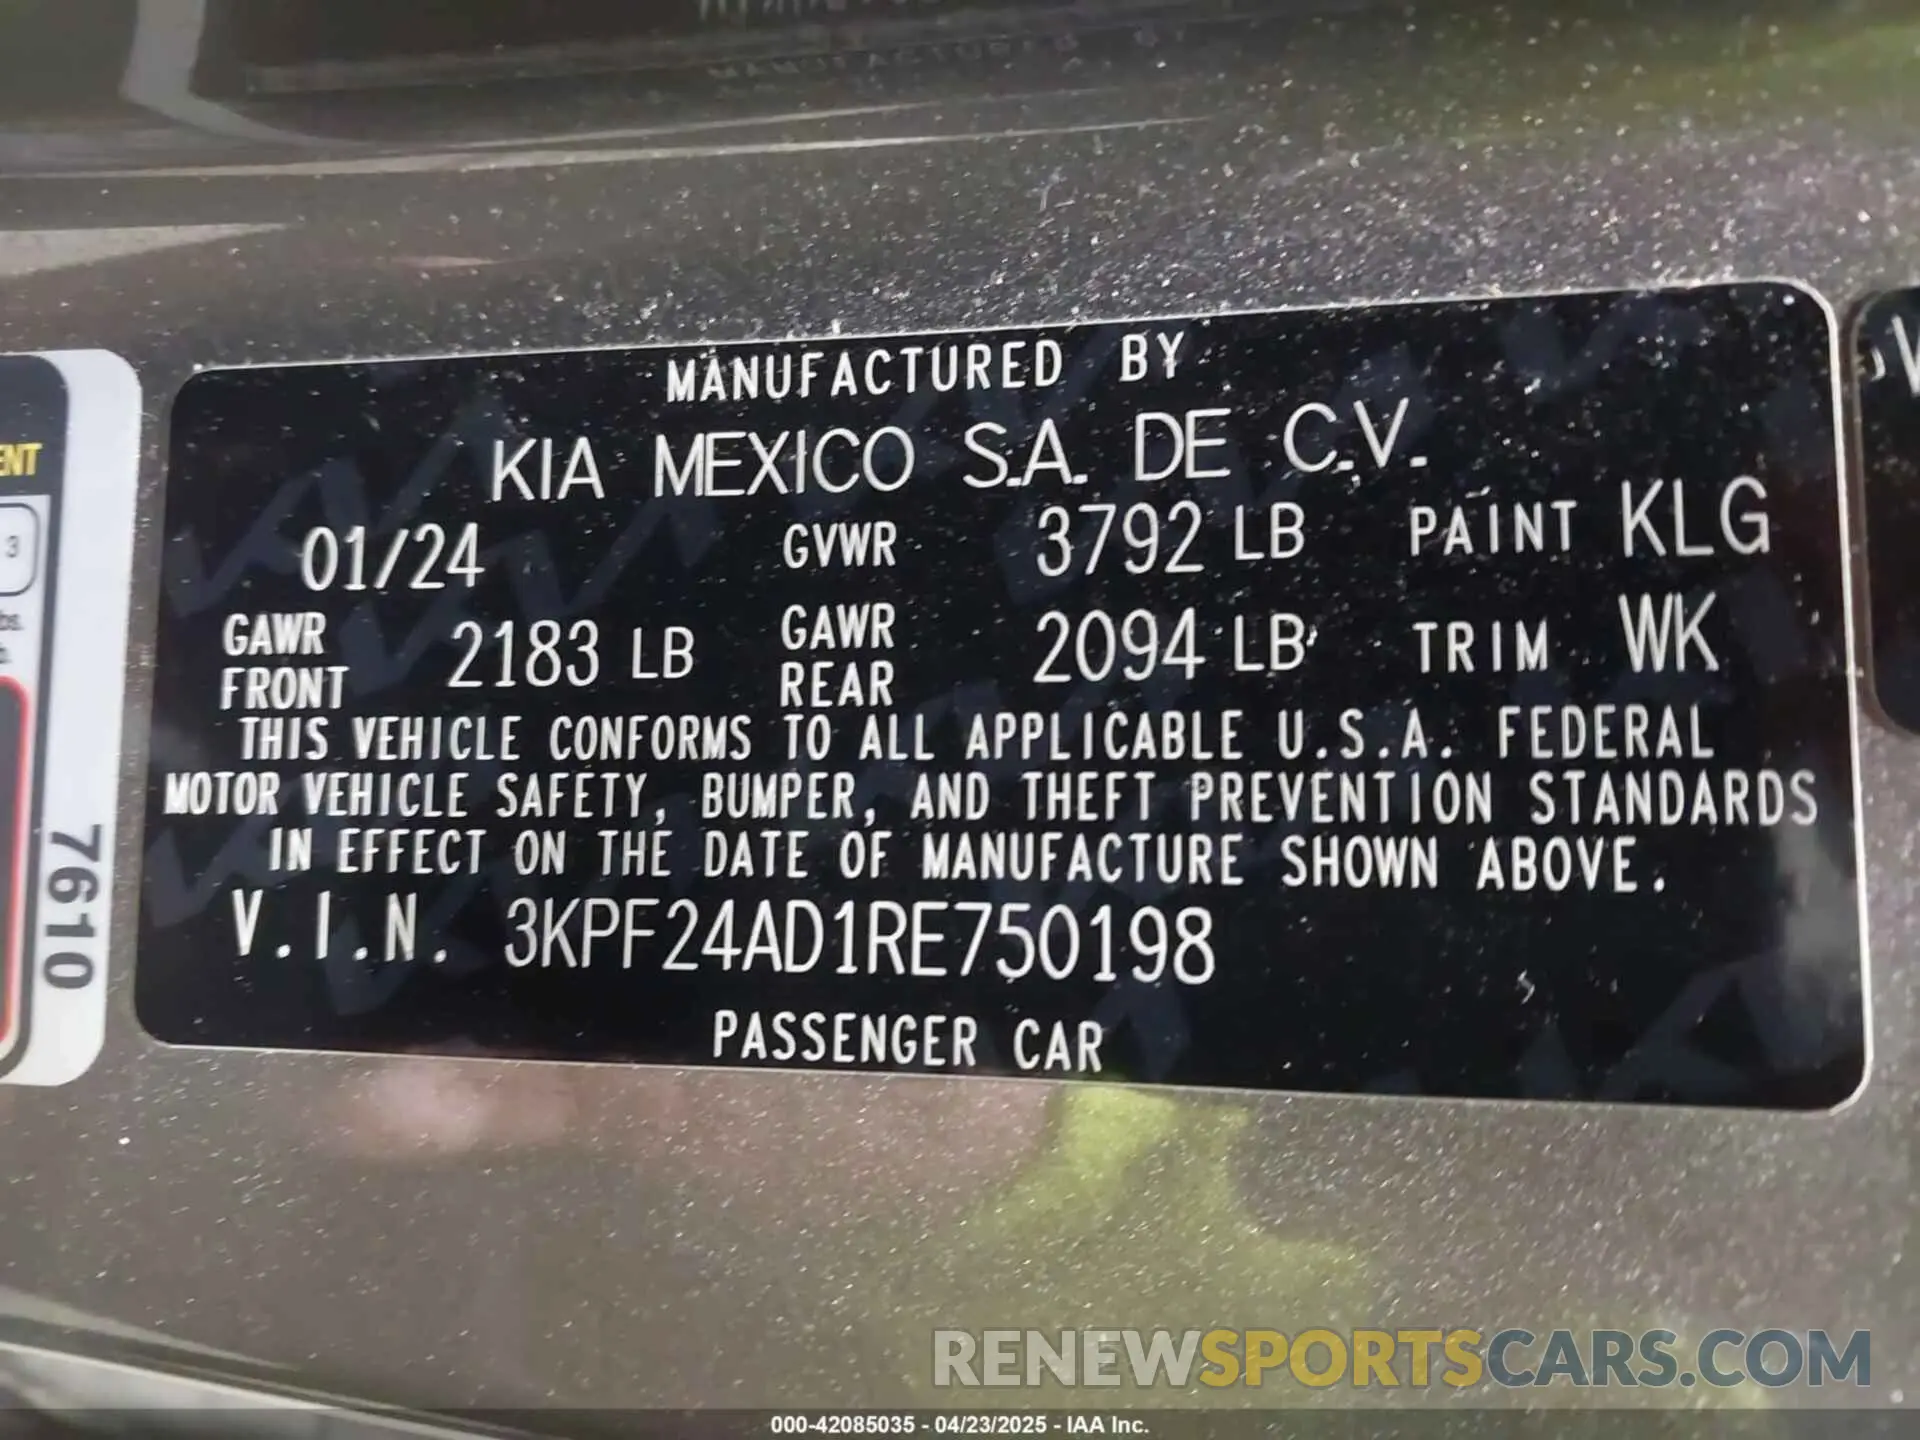 MANUFACTURED BY
KIA MEXICO S.A. DE C.V.
01/24 GVWR 3792 LB PAINT KLG
GAWR FRONT 2183 LB GAWR REAR 2094 LB TRIM WK
THIS VEHICLE CONFORMS TO ALL APPLICABLE U.S.A. FEDERAL
MOTOR VEHICLE SAFETY, BUMPER, AND THEFT PREVENTION STANDARDS
IN EFFECT ON THE DATE OF MANUFACTURE SHOWN ABOVE.
V.I.N. 3KPF24AD1RE750198
PASSENGER CAR
3
7610
RENEWSPORTSCARS.COM
000-42085035 - 04/23/2025 - IAA Inc.